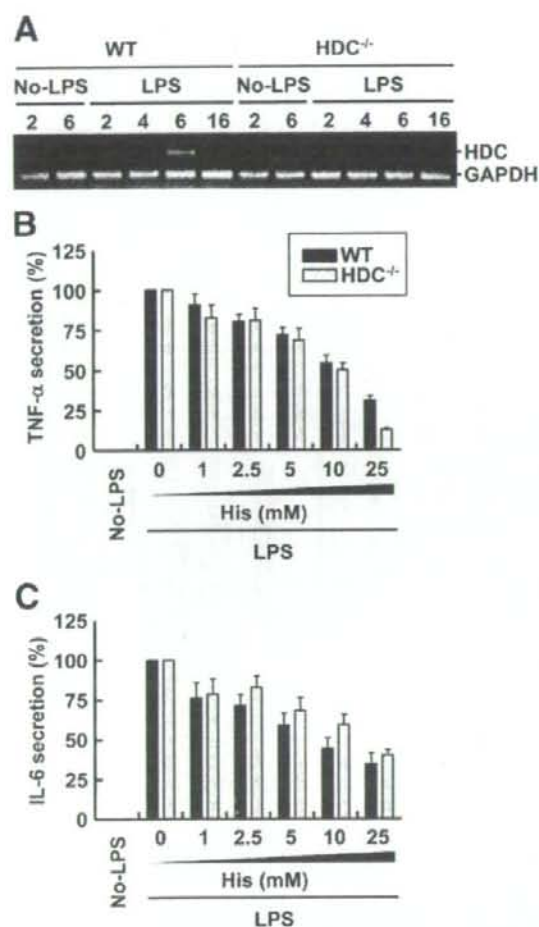 A
WT HDC-/-
No-LPS LPS No-LPS LPS
2 6 2 4 6 16 2 6 2 4 6 16
HDC
GAPDH
B
TNF-α secretion (%)
125
100
75
50
25
0
WT
HDC-/-
No-LPS
0 1 2.5 5 10 25
His (mM)
LPS
C
IL-6 secretion (%)
125
100
75
50
25
0
No-LPS
0 1 2.5 5 10 25
His (mM)
LPS